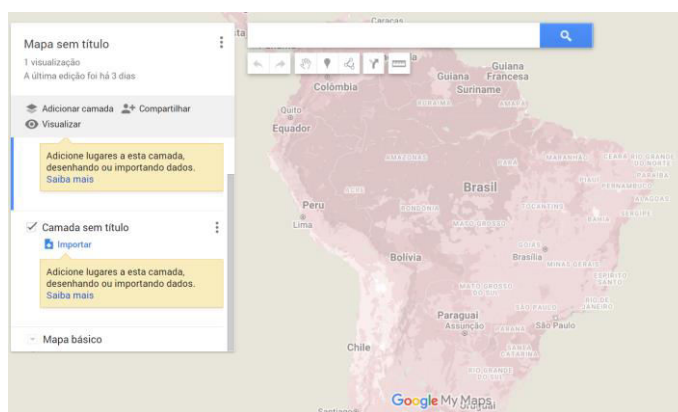 Mapa sem título
1 visualização
A última edição foi há 3 dias
Adicionar camada
Compartilhar
Visualizar
Adicione lugares a esta camada,
desenhando ou importando dados.
Saiba mais
Camada sem título
Importar
Adicione lugares a esta camada,
desenhando ou importando dados.
Saiba mais
Mapa básico
Caracas
Guiana
Guiana
Francesa
Suriname
Colômbia
RORAIMA
AMAPÁ
Quito
Equador
AMAZONAS
PARÁ
MARANHÃO
CEARÁ
RIO GRANDE
DO NORTE
PARAÍBA
PIAUÍ
PERNAMBUCO
ACRE
Brasil
ALAGOAS
Peru
RONDÔNIA
TOCANTINS
SERGIPE
Lima
MATO GROSSO
BAHIA
GOIÁS
Bolívia
Brasília
MINAS GERAIS
ESPÍRITO
SANTO
MATO GROSSO
DO SUL
RIO DE
JANEIRO
SÃO PAULO
Paraguai
Assunção
PARANÁ
São Paulo
Chile
SANTA
CATARINA
RIO GRANDE
DO SUL
Google My Maps
Uruguai
Santiago